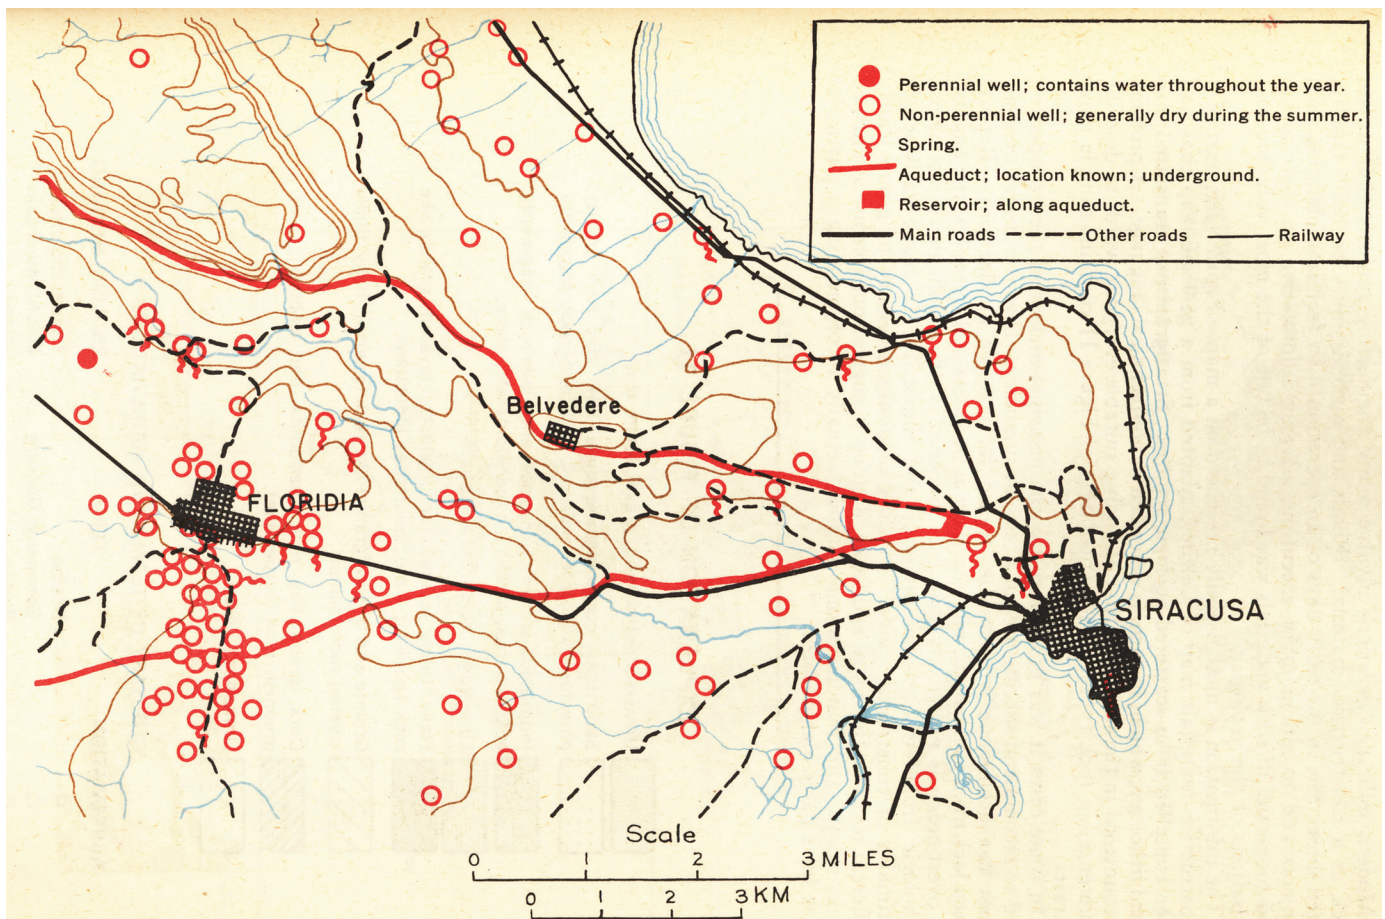 Perennial well; contains water throughout the year.
Non-perennial well; generally dry during the summer.
Spring.
Aqueduct; location known; underground.
Reservoir; along aqueduct.
Main roads Other roads Railway
Belvedere
FLORIDIA
SIRACUSA
Scale
0 1 2 3 MILES
0 1 2 3 KM